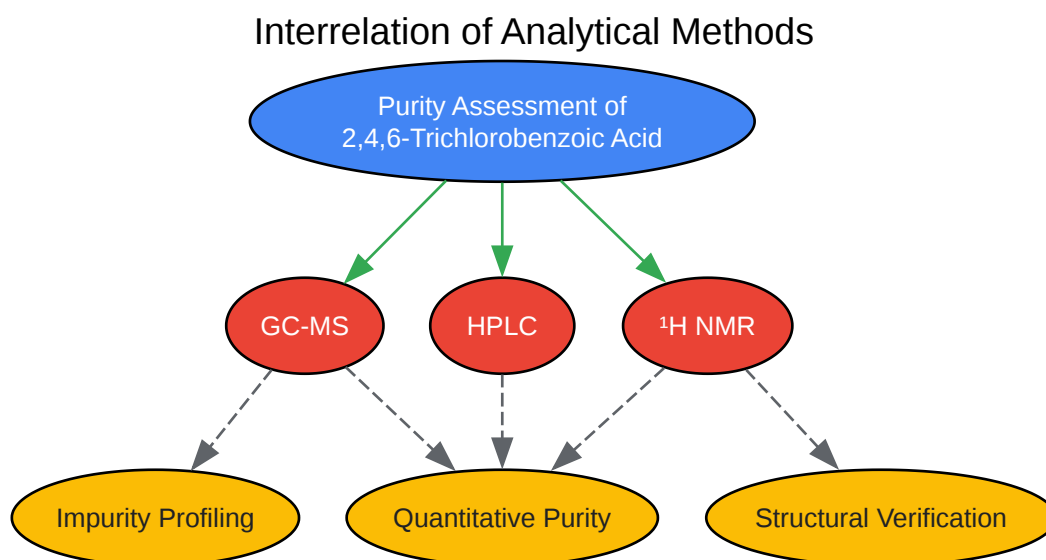 Interrelation of Analytical Methods
Purity Assessment of
2,4,6-Trichlorobenzoic Acid
GC-MS
HPLC
¹H NMR
Impurity Profiling
Quantitative Purity
Structural Verification